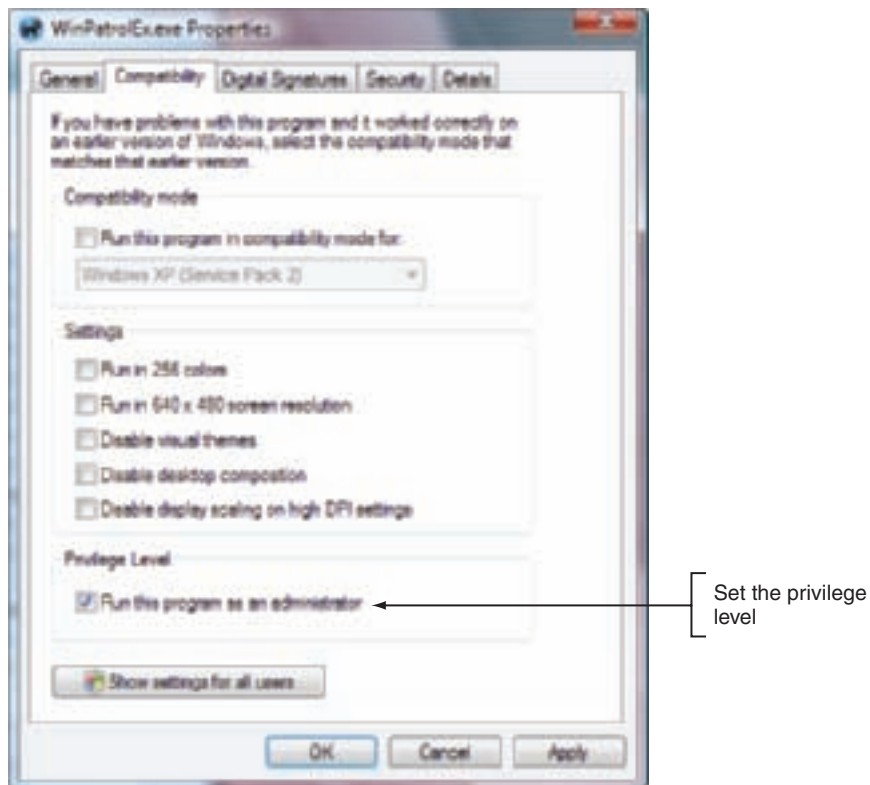 WinPatrolEx.exe Properties
General Compatibility Digital Signatures Security Details
If you have problems with this program and it worked correctly on
an earlier version of Windows, select the compatibility mode that
matches that earlier version.
Compatibility mode
Run this program in compatibility mode for:
Windows XP (Service Pack 2)
Settings
Run in 256 colors
Run in 640 x 480 screen resolution
Disable visual themes
Disable desktop composition
Disable display scaling on high DPI settings
Privilege Level
Run this program as an administrator
Set the privilege
level
Show settings for all users
OK Cancel Apply